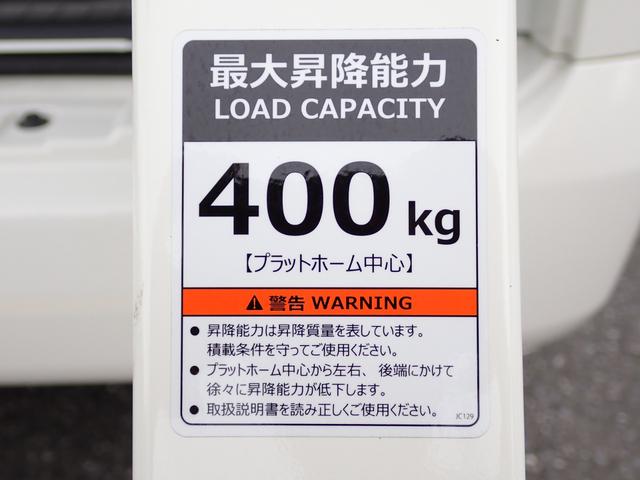 最大昇降能力
LOAD CAPACITY
400 kg
【プラットホーム中心】
⚠ 警告 WARNING
● 昇降能力は昇降質量を表しています。
積載条件を守ってご使用ください。
● プラットホーム中心から左右、後端にかけて
徐々に昇降能力が低下します。
● 取扱説明書を読み正しくご使用ください。
JC129